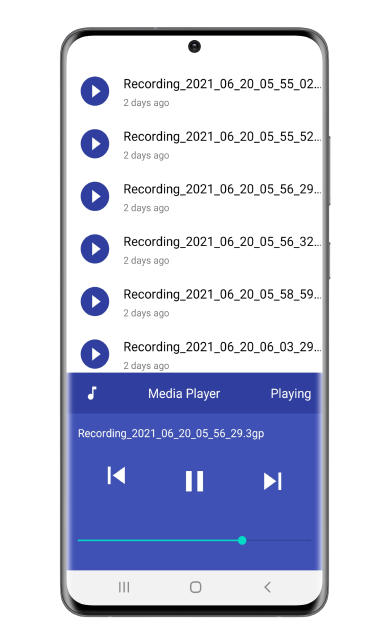 Recording_2021_06_20_05_55_02...
2 days ago
Recording_2021_06_20_05_55_52...
2 days ago
Recording_2021_06_20_05_56_29...
2 days ago
Recording_2021_06_20_05_56_32...
2 days ago
Recording_2021_06_20_05_58_59...
2 days ago
Recording_2021_06_20_06_03_29...
2 days ago
Media Player Playing
Recording_2021_06_20_05_56_29.3gp